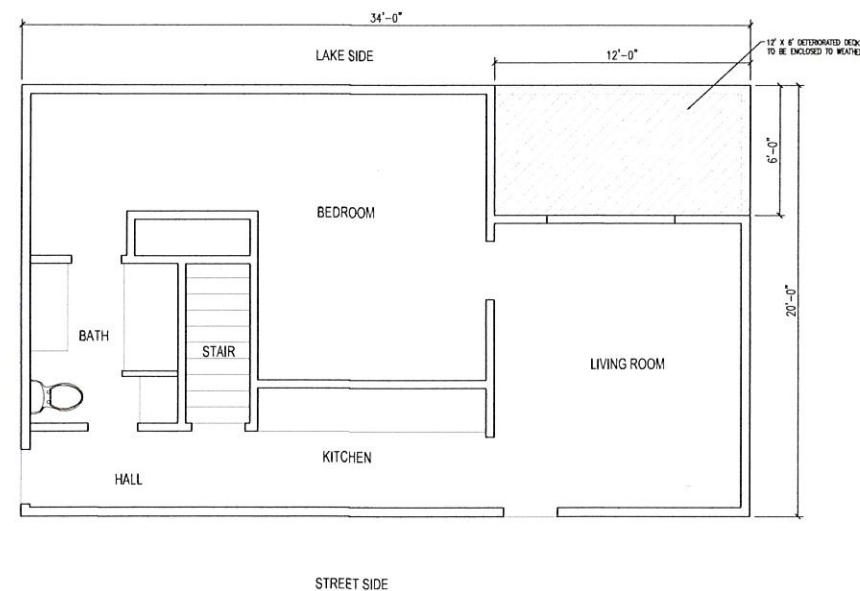 34'-0"
LAKE SIDE
12'-0"
12' X 6' DETERIORATED DECK
TO BE ENCLOSED TO WEATHER
6'-0"
BEDROOM
20'-0"
BATH
STAIR
LIVING ROOM
KITCHEN
HALL
STREET SIDE